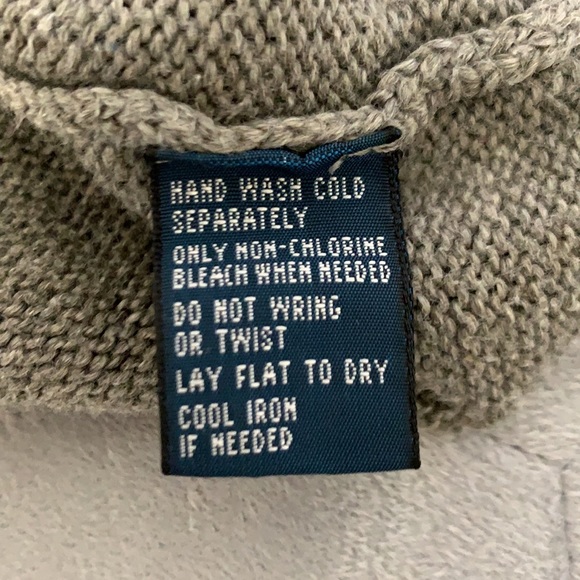 HAND WASH COLD
SEPARATELY
ONLY NON-CHLORINE
BLEACH WHEN NEEDED
DO NOT WRING
OR TWIST
LAY FLAT TO DRY
COOL IRON
IF NEEDED